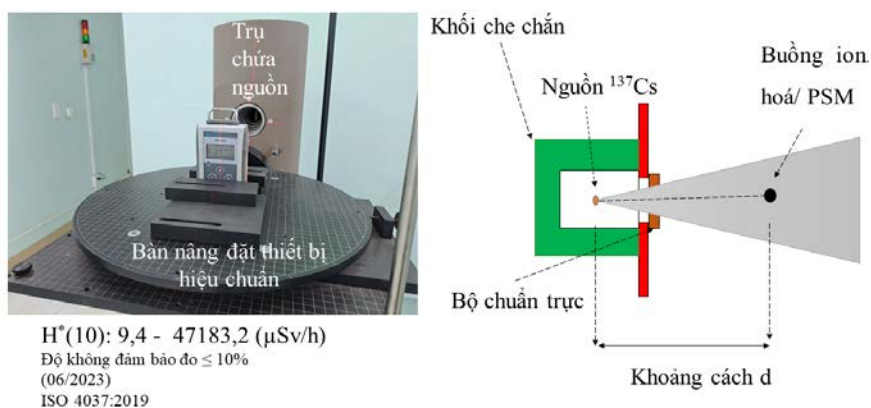 Trụ
chứa
nguồn
Bàn nâng đặt thiết bị
hiệu chuẩn
H*(10): 9,4 - 47183,2 (μSv/h)
Độ không đảm bảo đo ≤ 10%
(06/2023)
ISO 4037:2019
Khối che chắn
Nguồn ¹³⁷Cs
Buồng ion
hoá/ PSM
Bộ chuẩn trực
Khoảng cách d